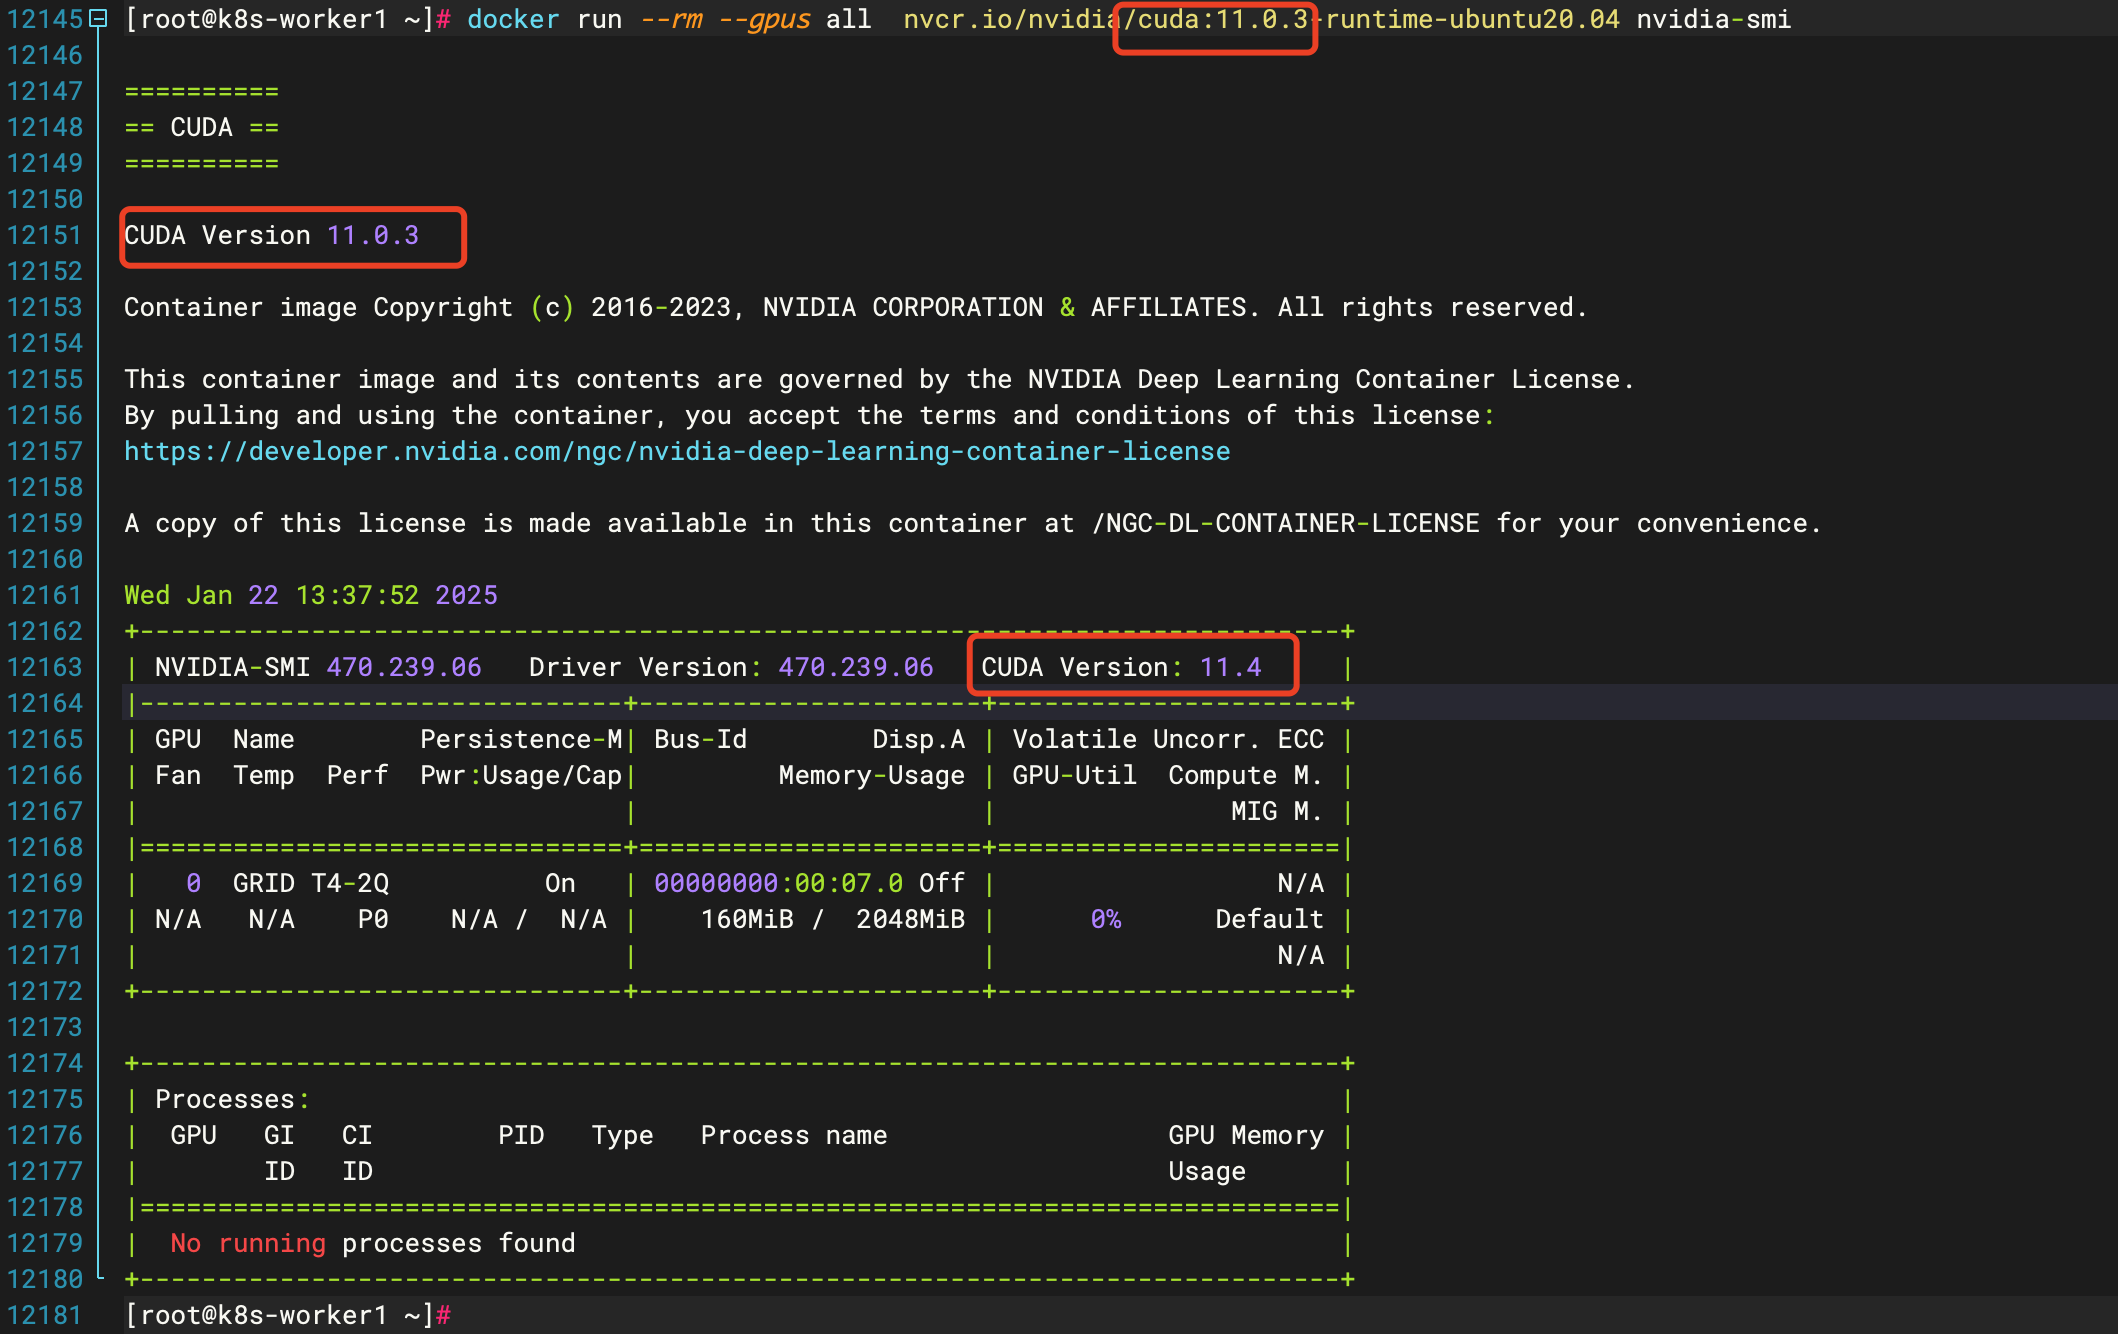 12145 [root@k8s-worker1 ~]# docker run --rm --gpus all  nvcr.io/nvidia/cuda:11.0.3-runtime-ubuntu20.04 nvidia-smi
12146
12147 ==========
12148 == CUDA ==
12149 ==========
12150
12151 CUDA Version 11.0.3
12152
12153 Container image Copyright (c) 2016-2023, NVIDIA CORPORATION & AFFILIATES. All rights reserved.
12154
12155 This container image and its contents are governed by the NVIDIA Deep Learning Container License.
12156 By pulling and using the container, you accept the terms and conditions of this license:
12157 https://developer.nvidia.com/ngc/nvidia-deep-learning-container-license
12158
12159 A copy of this license is made available in this container at /NGC-DL-CONTAINER-LICENSE for your convenience.
12160
12161 Wed Jan 22 13:37:52 2025
12162 +-----------------------------------------------------------------------------+
12163 | NVIDIA-SMI 470.239.06   Driver Version: 470.239.06   CUDA Version: 11.4     |
12164 |-------------------------------+----------------------+----------------------+
12165 | GPU  Name        Persistence-M| Bus-Id        Disp.A | Volatile Uncorr. ECC |
12166 | Fan  Temp  Perf  Pwr:Usage/Cap|         Memory-Usage | GPU-Util  Compute M. |
12167 |                               |                      |               MIG M. |
12168 |===============================+======================+======================|
12169 |   0  GRID T4-2Q          On   | 00000000:00:07.0 Off |                  N/A |
12170 | N/A   N/A    P0    N/A /  N/A |    160MiB /  2048MiB |      0%      Default |
12171 |                               |                      |                  N/A |
12172 +-------------------------------+----------------------+----------------------+
12173
12174 +-----------------------------------------------------------------------------+
12175 | Processes:                                                                  |
12176 |  GPU   GI   CI        PID   Type   Process name                  GPU Memory |
12177 |        ID   ID                                                   Usage      |
12178 |=============================================================================|
12179 |  No running processes found                                                 |
12180 +-----------------------------------------------------------------------------+
12181 [root@k8s-worker1 ~]#